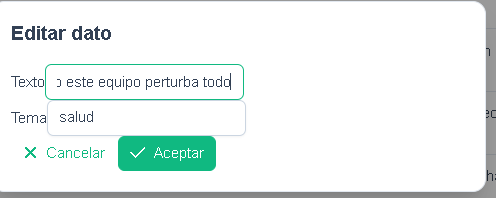 Editar dato
Texto o este equipo perturba todo
Tema salud
Cancelar Aceptar